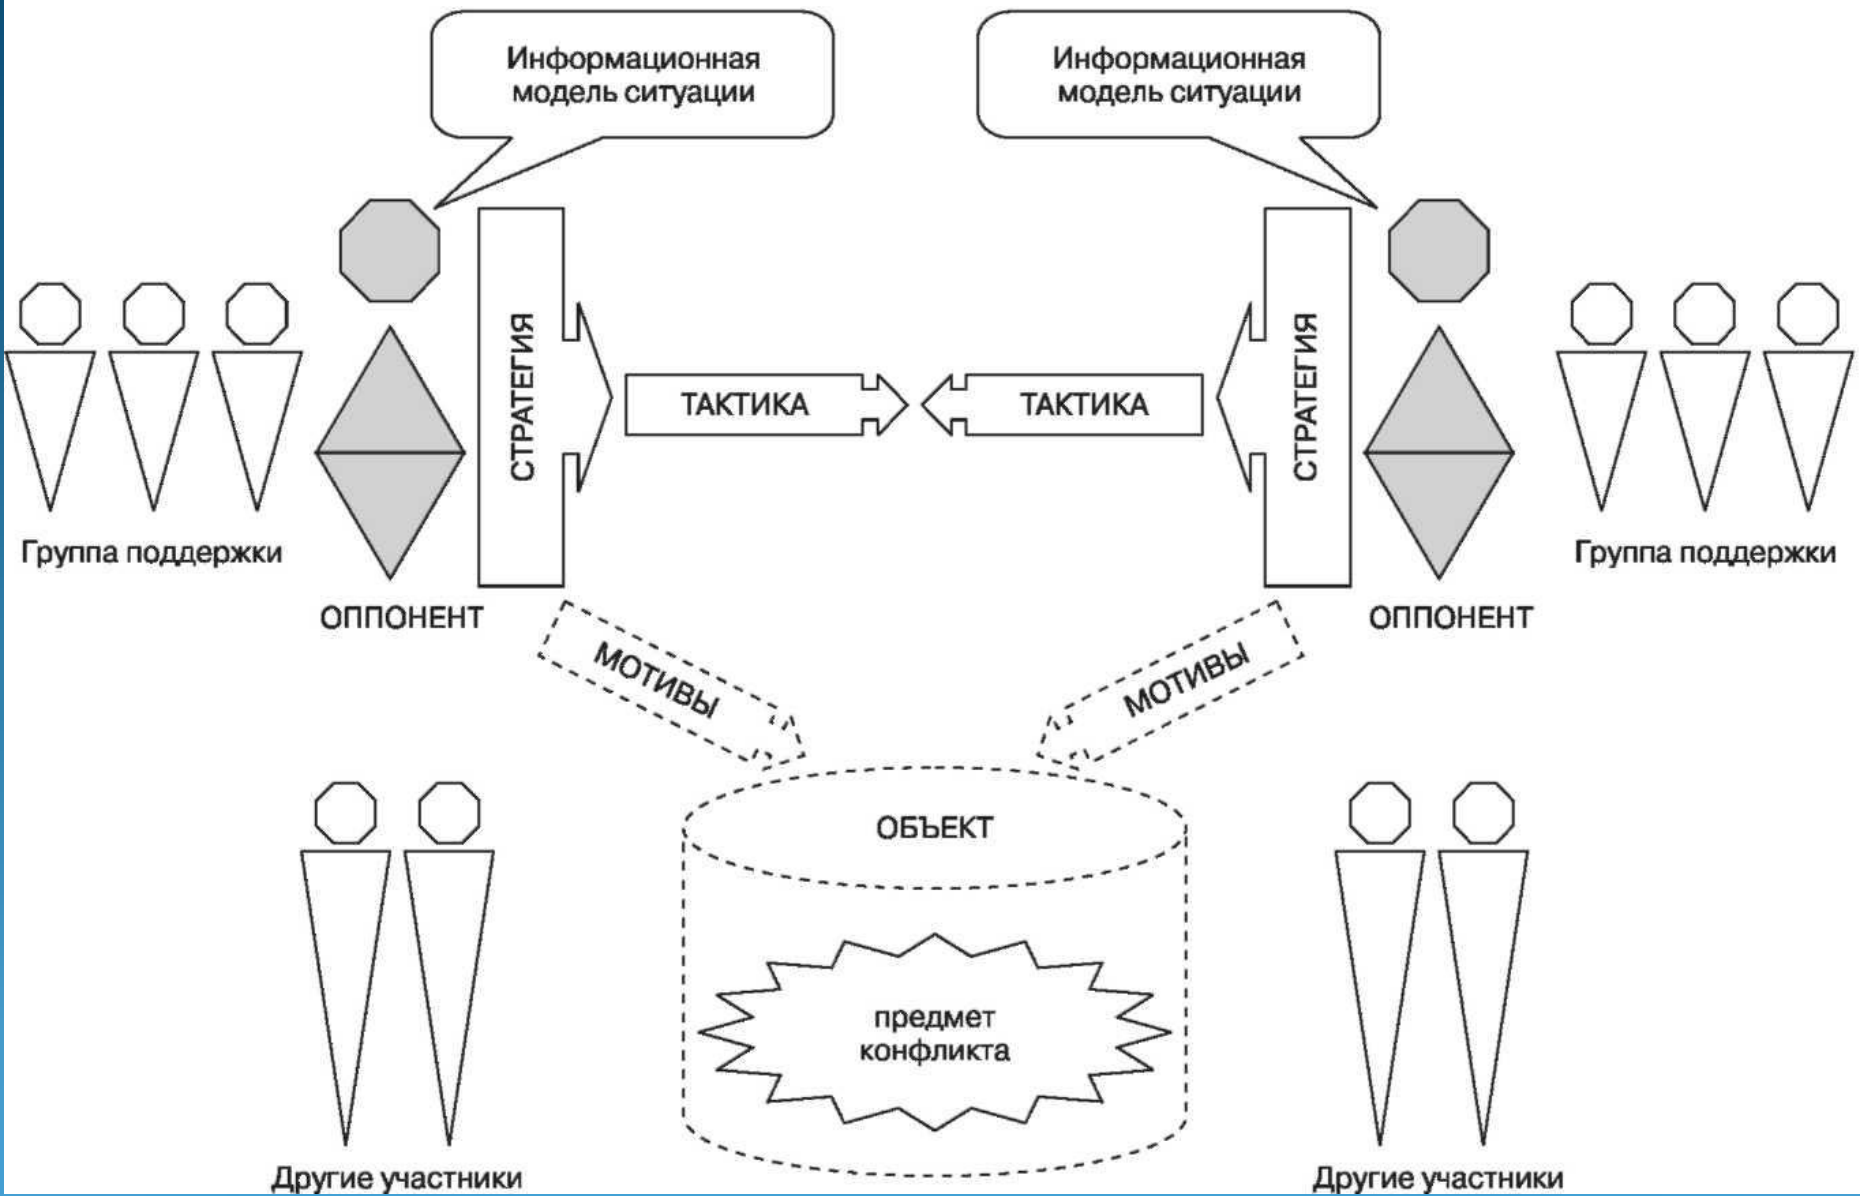 Информационная
модель ситуации
Информационная
модель ситуации
СТРАТЕГИЯ
ТАКТИКА
ТАКТИКА
СТРАТЕГИЯ
Группа поддержки
Группа поддержки
ОППОНЕНТ
ОППОНЕНТ
МОТИВЫ
МОТИВЫ
ОБЪЕКТ
предмет
конфликта
Другие участники
Другие участники